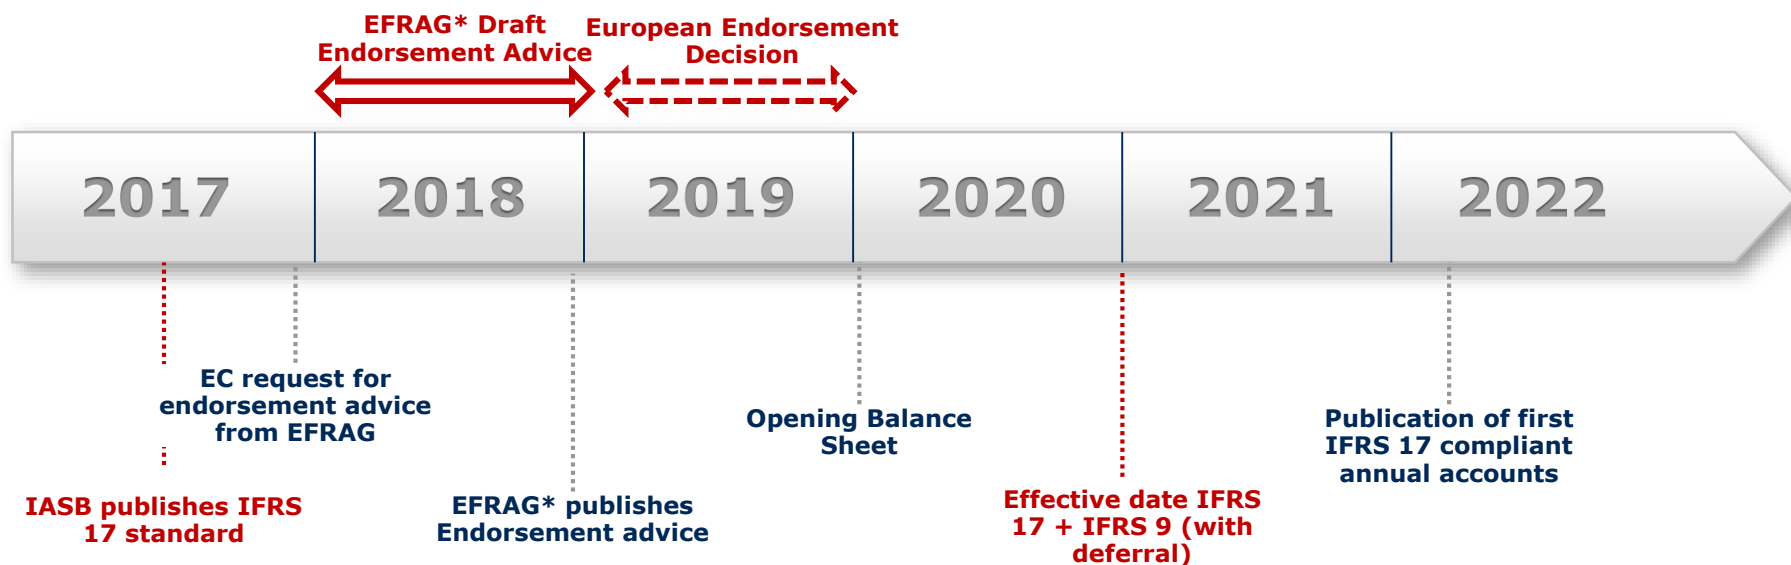 EFRAG* Draft
Endorsement Advice
European Endorsement
Decision
2017
2018
2019
2020
2021
2022
EC request for
endorsement advice
from EFRAG
IASB publishes IFRS
17 standard
EFRAG* publishes
Endorsement advice
Opening Balance
Sheet
Effective date IFRS
17 + IFRS 9 (with
deferral)
Publication of first
IFRS 17 compliant
annual accounts